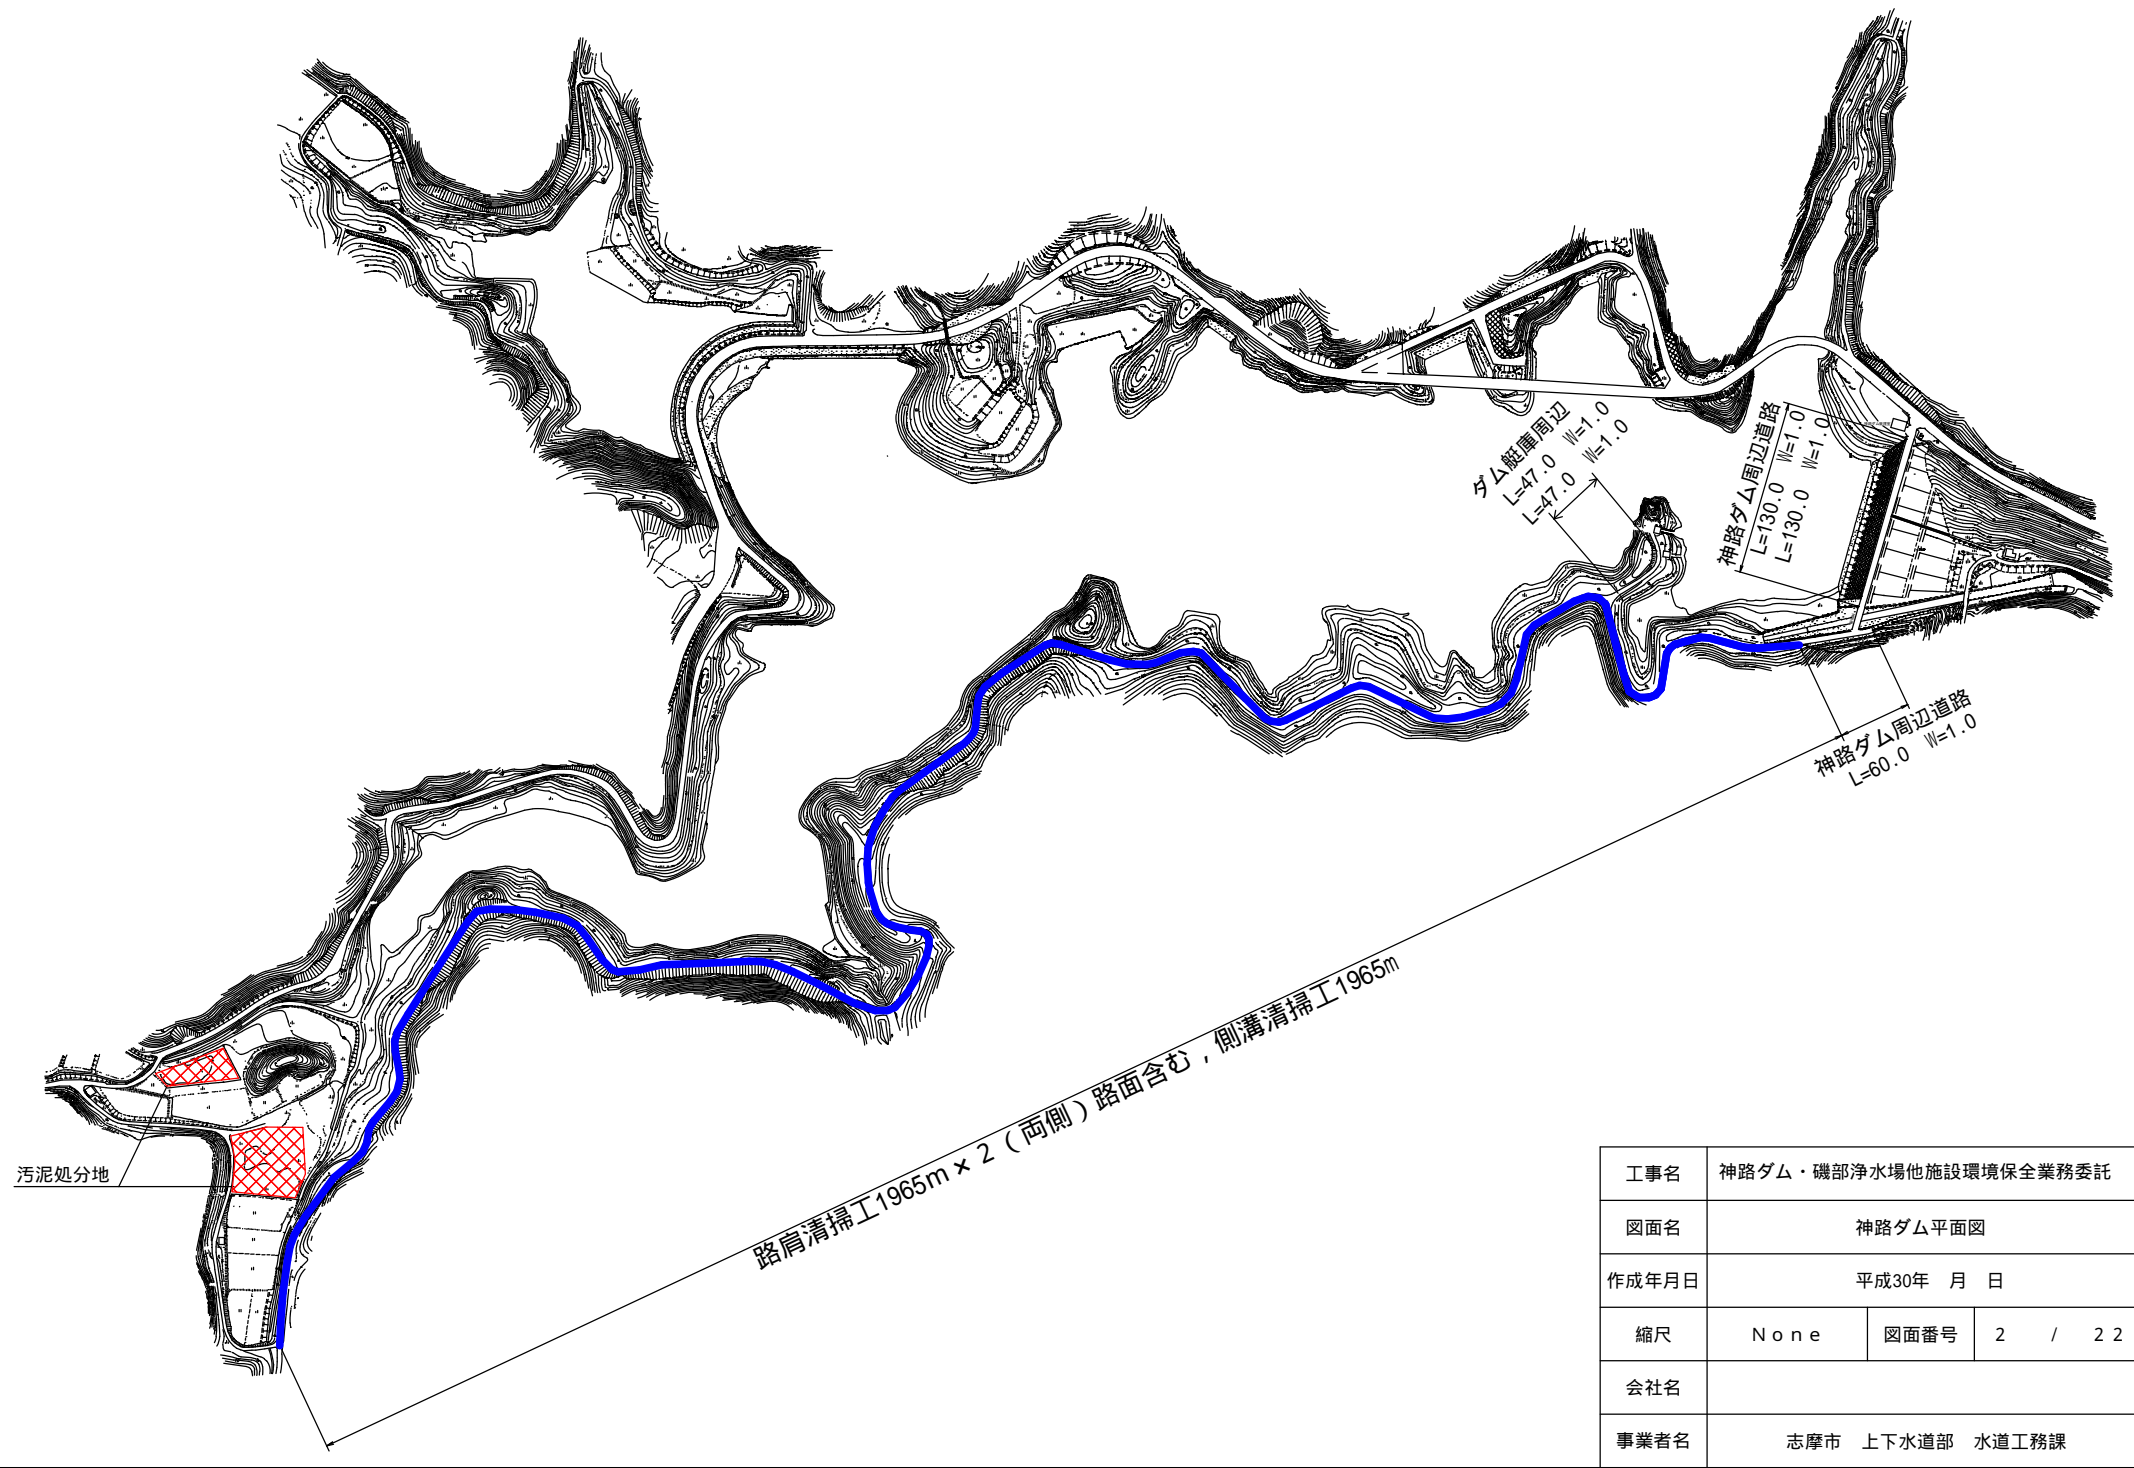 ダム艇庫周辺
L=47.0 W=1.0
L=47.0 W=1.0
神路ダム周辺道路
L=130.0 W=1.0
L=130.0 W=1.0
神路ダム周辺道路
L=60.0 W=1.0
路肩清掃工1965m×2（両側）路面含む，側溝清掃工1965m
汚泥処分地
工事名 神路ダム・磯部浄水場他施設環境保全業務委託
図面名 神路ダム平面図
作成年月日 平成30年 月 日
縮尺 None 図面番号 2 / 22
会社名
事業者名 志摩市 上下水道部 水道工務課